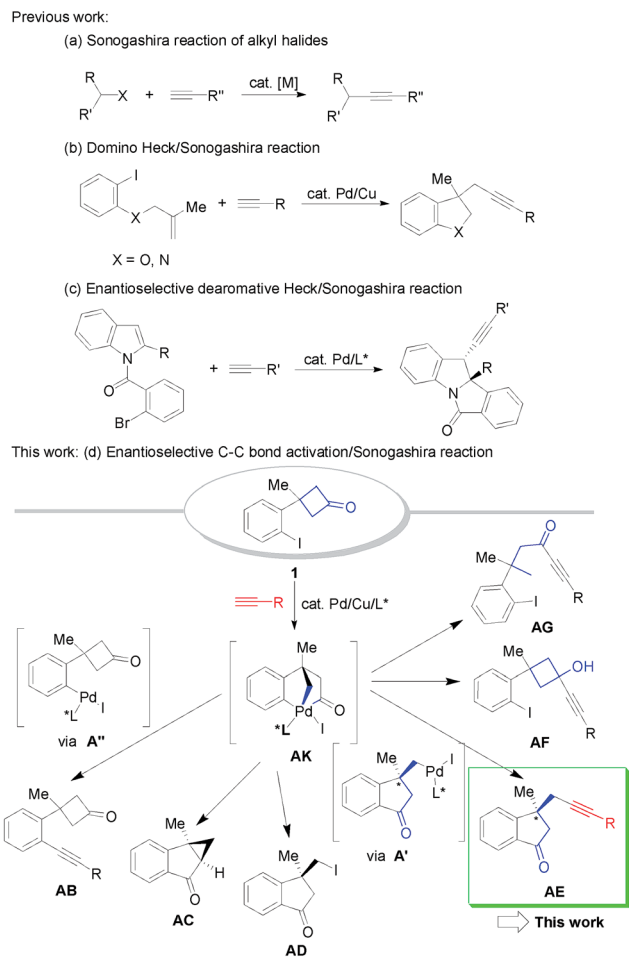 Previous work:
(a) Sonogashira reaction of alkyl halides
R
R'
X
+
R"
cat. [M]
R
R'
R"
(b) Domino Heck/Sonogashira reaction
I
X
Me
+
R
cat. Pd/Cu
Me
X
R
X = O, N
(c) Enantioselective dearomative Heck/Sonogashira reaction
R
N
O
Br
+
R'
cat. Pd/L*
R'
H
R
N
O
This work: (d) Enantioselective C-C bond activation/Sonogashira reaction
Me
O
I
1
R
cat. Pd/Cu/L*
Me
O
Pd
I
*L
via A"
Me
O
Pd
I
*L
AK
O
Me
I
R
AG
Me
OH
I
R
AF
Me
*
Pd
I
L*
O
via A'
Me
*
R
O
AE
This work
Me
O
R
AB
Me
H
O
AC
Me
I
O
AD